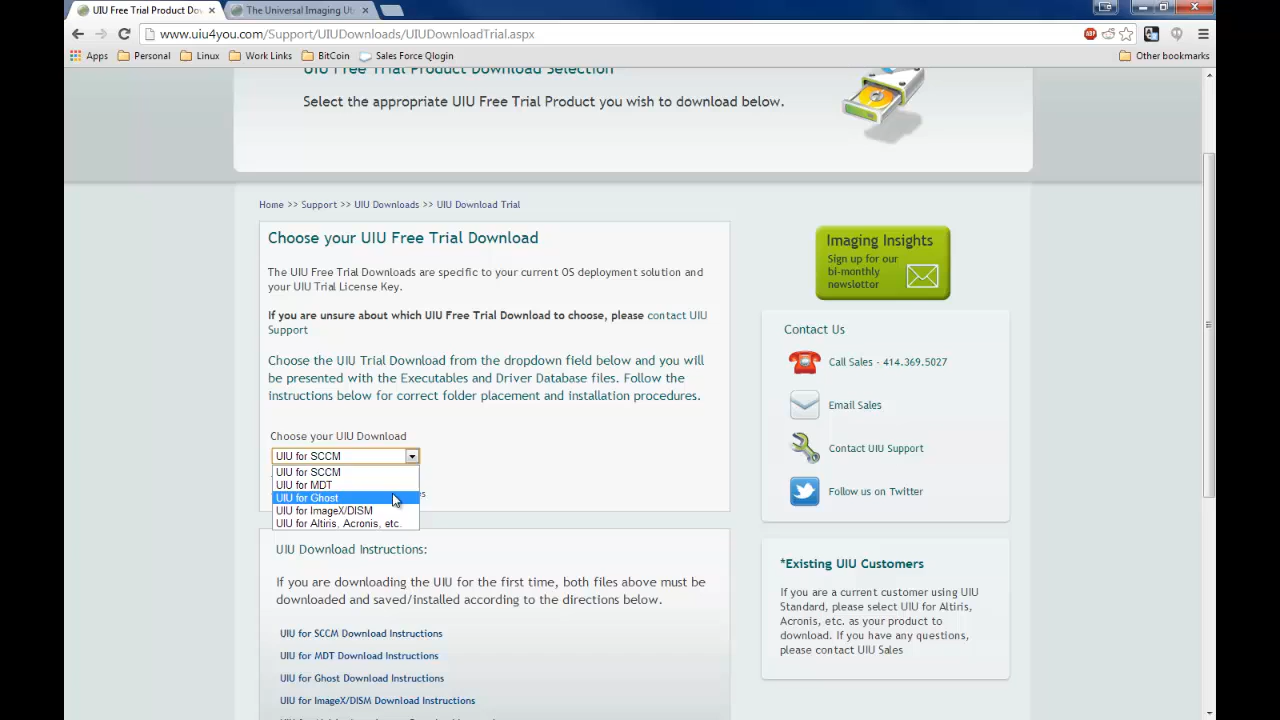 UIU Free Trial Product Do
The Universal Imaging Ut
www.uiu4you.com/Support/UIUDownloads/UIUDownloadTrial.aspx
Apps Personal Linux Work Links BitCoin Sales Force Qlogin Other bookmarks
UIU Free Trial Product Download Selection
Select the appropriate UIU Free Trial Product you wish to download below.
Home >> Support >> UIU Downloads >> UIU Download Trial
Choose your UIU Free Trial Download
The UIU Free Trial Downloads are specific to your current OS deployment solution and
your UIU Trial License Key.
If you are unsure about which UIU Free Trial Download to choose, please contact UIU
Support
Choose the UIU Trial Download from the dropdown field below and you will
be presented with the Executables and Driver Database files. Follow the
instructions below for correct folder placement and installation procedures.
Choose your UIU Download
UIU for SCCM
UIU for SCCM
UIU for MDT
UIU for Ghost
UIU for ImageX/DISM
UIU for Altiris, Acronis, etc.
UIU Download Instructions:
If you are downloading the UIU for the first time, both files above must be
downloaded and saved/installed according to the directions below.
UIU for SCCM Download Instructions
UIU for MDT Download Instructions
UIU for Ghost Download Instructions
UIU for ImageX/DISM Download Instructions
Imaging Insights
Sign up for our
bi-monthly
newsletter
Contact Us
Call Sales - 414.369.5027
Email Sales
Contact UIU Support
Follow us on Twitter
*Existing UIU Customers
If you are a current customer using UIU
Standard, please select UIU for Altiris,
Acronis, etc. as your product to
download. If you have any questions,
please contact UIU Sales